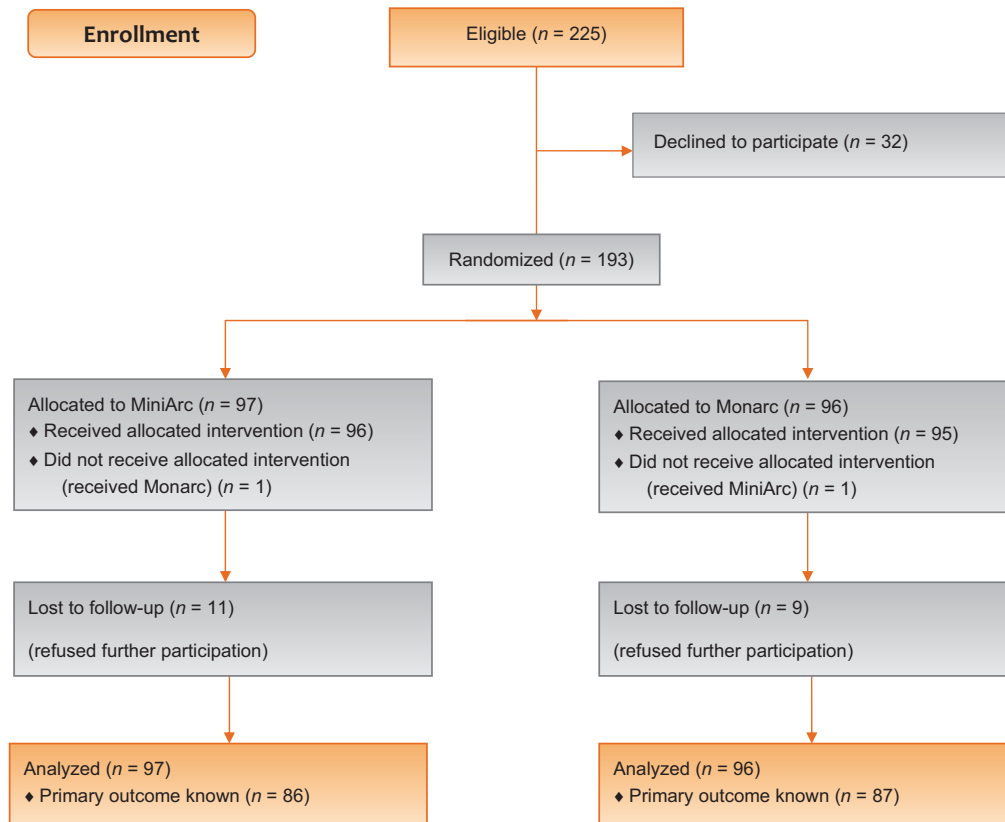 Enrollment
Eligible (n = 225)
Declined to participate (n = 32)
Randomized (n = 193)
Allocated to MiniArc (n = 97)
♦ Received allocated intervention (n = 96)
♦ Did not receive allocated intervention
(received Monarc) (n = 1)
Allocated to Monarc (n = 96)
♦ Received allocated intervention (n = 95)
♦ Did not receive allocated intervention
(received MiniArc) (n = 1)
Lost to follow-up (n = 11)
(refused further participation)
Lost to follow-up (n = 9)
(refused further participation)
Analyzed (n = 97)
♦ Primary outcome known (n = 86)
Analyzed (n = 96)
♦ Primary outcome known (n = 87)